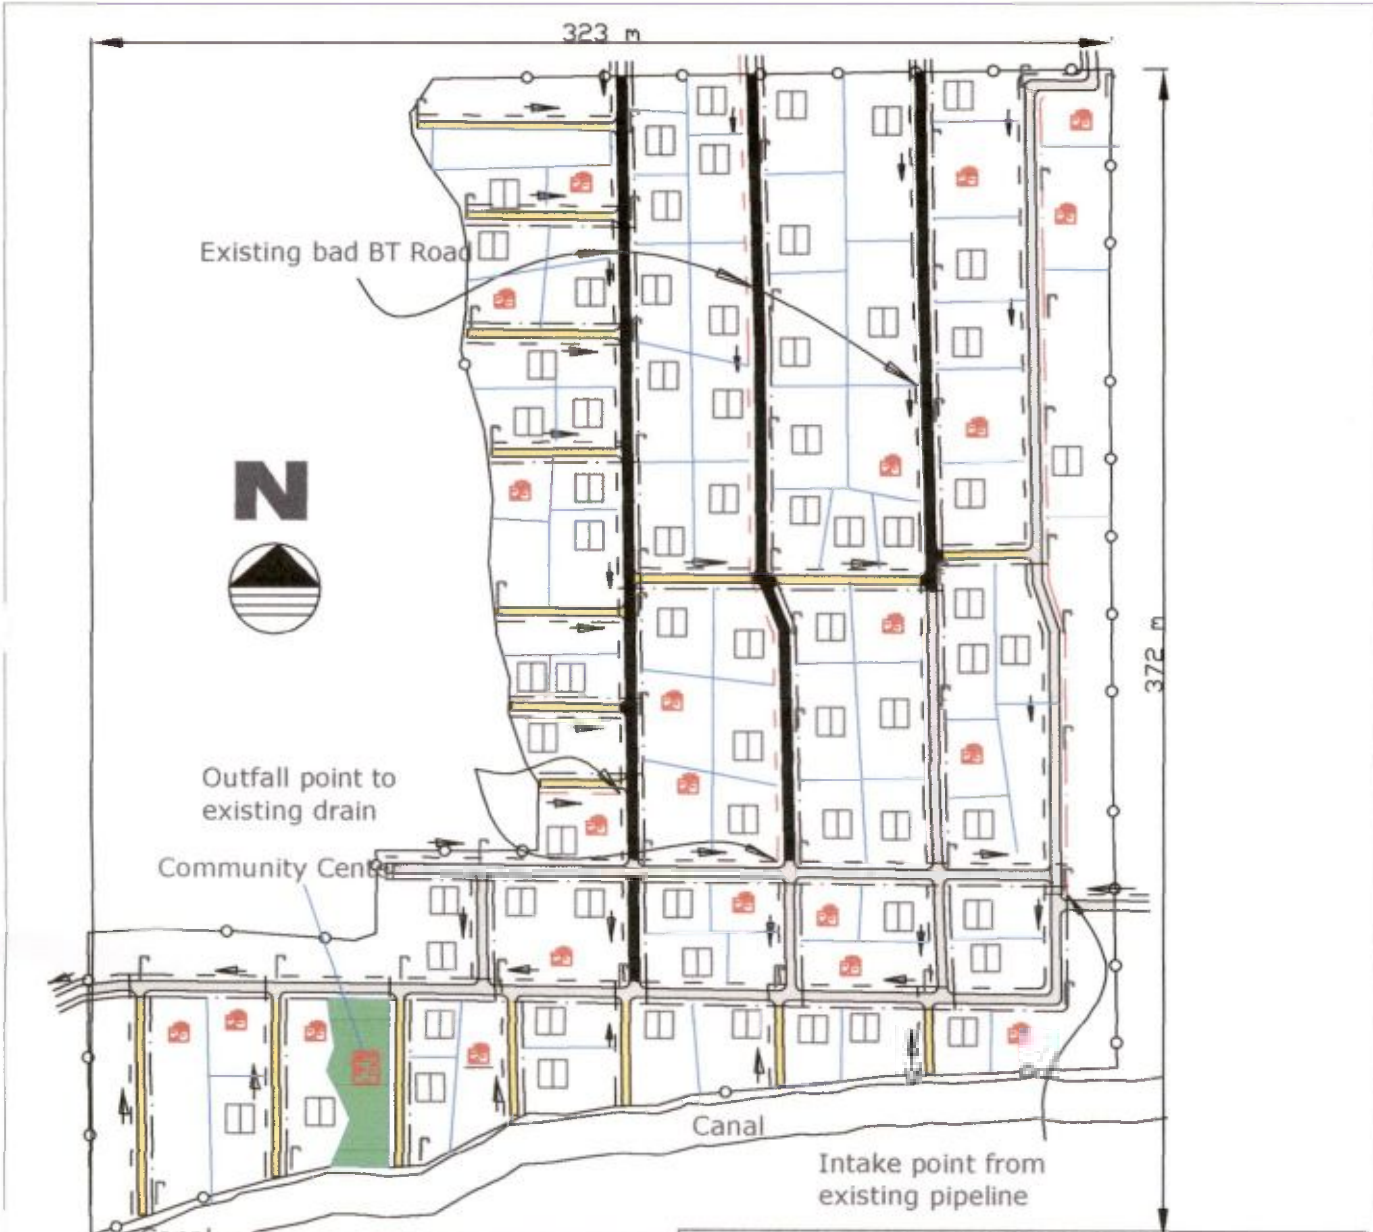 323 m
Existing bad BT Road
N
372 m
Outfall point to
existing drain
Community Center
Canal
Intake point from
existing pipeline